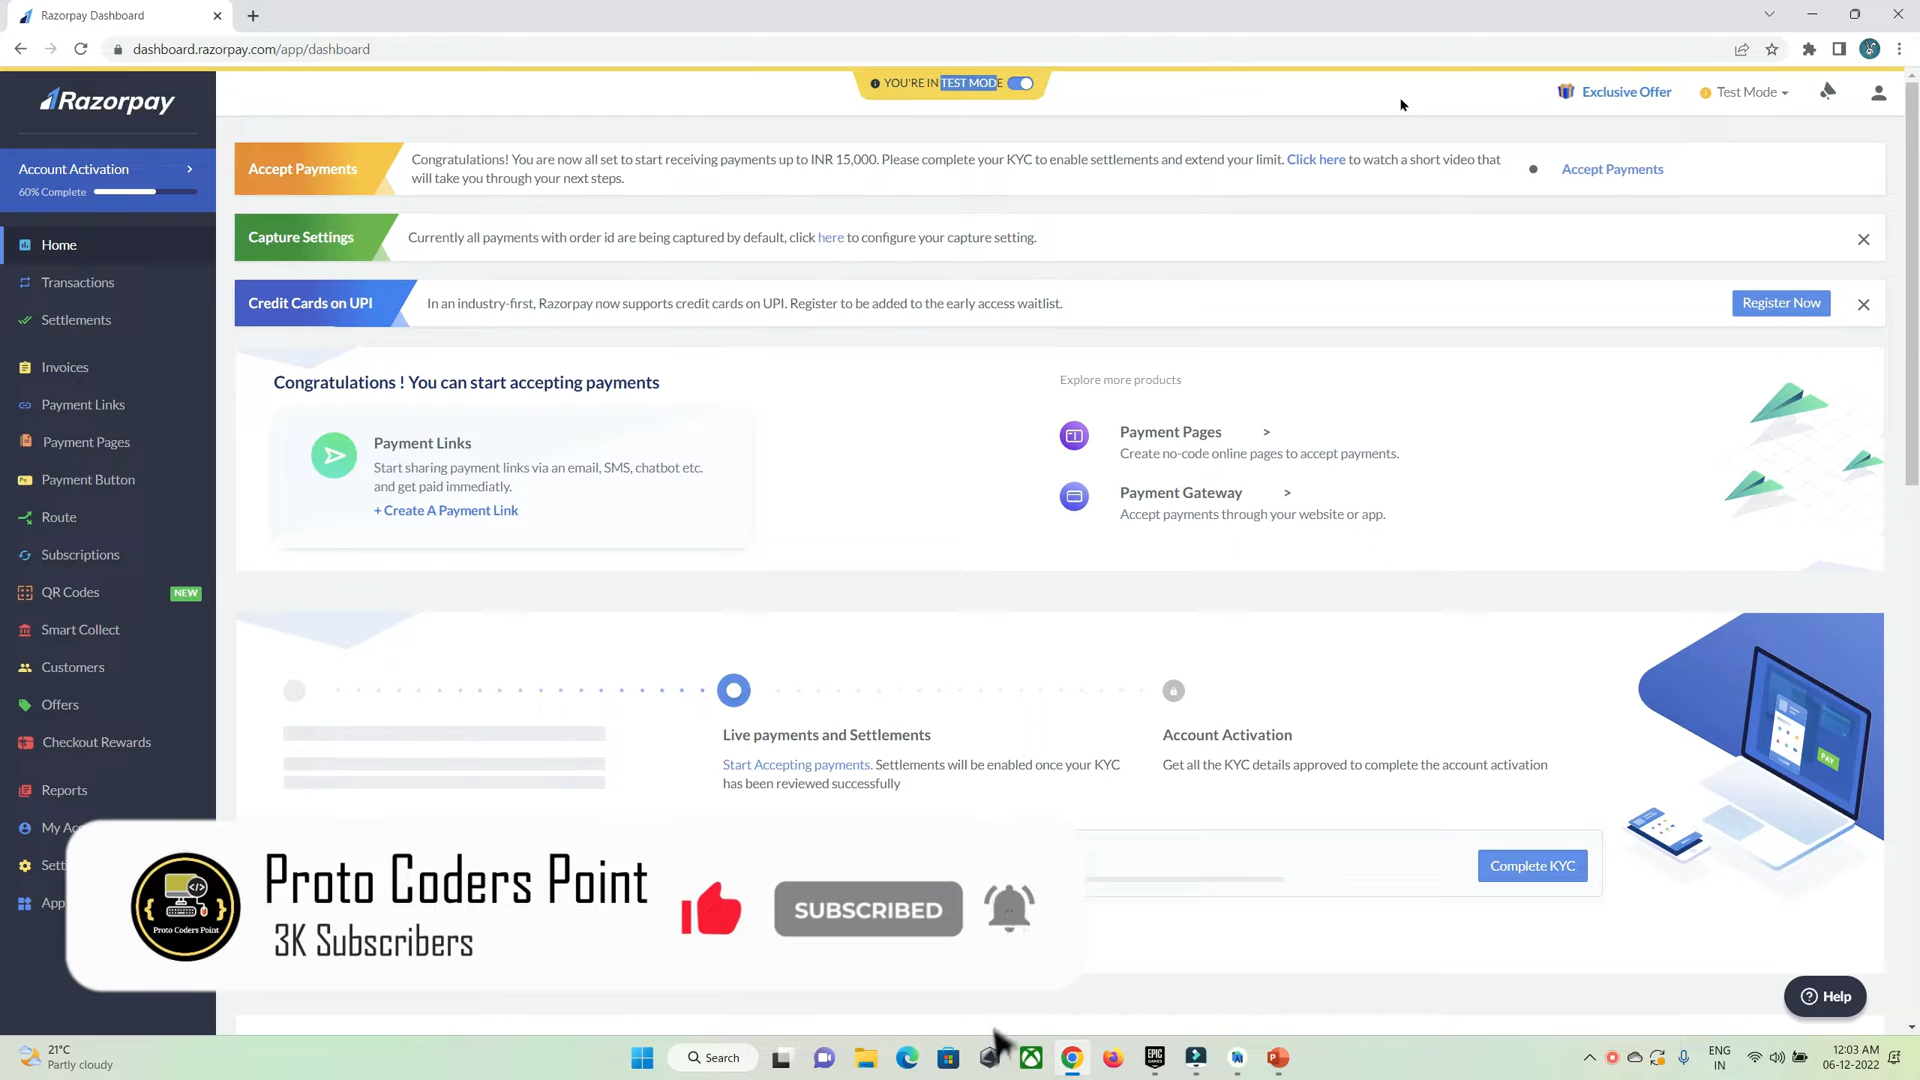 Razorpay Dashboard
dashboard.razorpay.com/app/dashboard
YOU'RE IN TEST MODE
Exclusive Offer
Test Mode
Razorpay
Account Activation
60% Complete
Home
Transactions
Settlements
Invoices
Payment Links
Payment Pages
Payment Button
Route
Subscriptions
QR Codes
NEW
Smart Collect
Customers
Offers
Checkout Rewards
Reports
My Acc
Setti
App
Accept Payments
Congratulations! You are now all set to start receiving payments up to INR 15,000. Please complete your KYC to enable settlements and extend your limit. Click here to watch a short video that
will take you through your next steps.
Accept Payments
Capture Settings
Currently all payments with order id are being captured by default, click here to configure your capture setting.
Credit Cards on UPI
In an industry-first, Razorpay now supports credit cards on UPI. Register to be added to the early access waitlist.
Register Now
Congratulations ! You can start accepting payments
Payment Links
Start sharing payment links via an email, SMS, chatbot etc.
and get paid immediatly.
+ Create A Payment Link
Explore more products
Payment Pages >
Create no-code online pages to accept payments.
Payment Gateway >
Accept payments through your website or app.
Live payments and Settlements
Start Accepting payments. Settlements will be enabled once your KYC
has been reviewed successfully
Account Activation
Get all the KYC details approved to complete the account activation
PAY
Complete KYC
Proto Coders Point
Proto Coders Point
3K Subscribers
SUBSCRIBED
Help
21°C
Partly cloudy
Search
EPIC
GAMES
ENG
IN
12:03 AM
06-12-2022